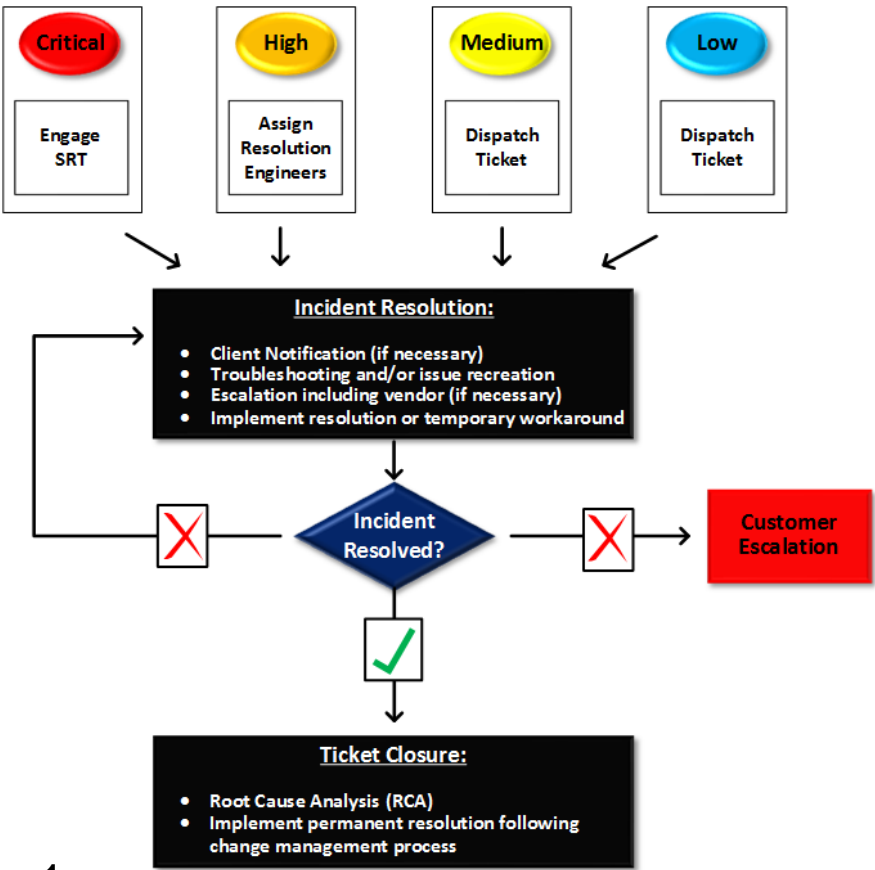 Critical
High
Medium
Low
Engage
SRT
Assign
Resolution
Engineers
Dispatch
Ticket
Dispatch
Ticket
Incident Resolution:
• Client Notification (if necessary)
• Troubleshooting and/or issue recreation
• Escalation including vendor (if necessary)
• Implement resolution or temporary workaround
Incident
Resolved?
Customer
Escalation
Ticket Closure:
• Root Cause Analysis (RCA)
• Implement permanent resolution following
change management process